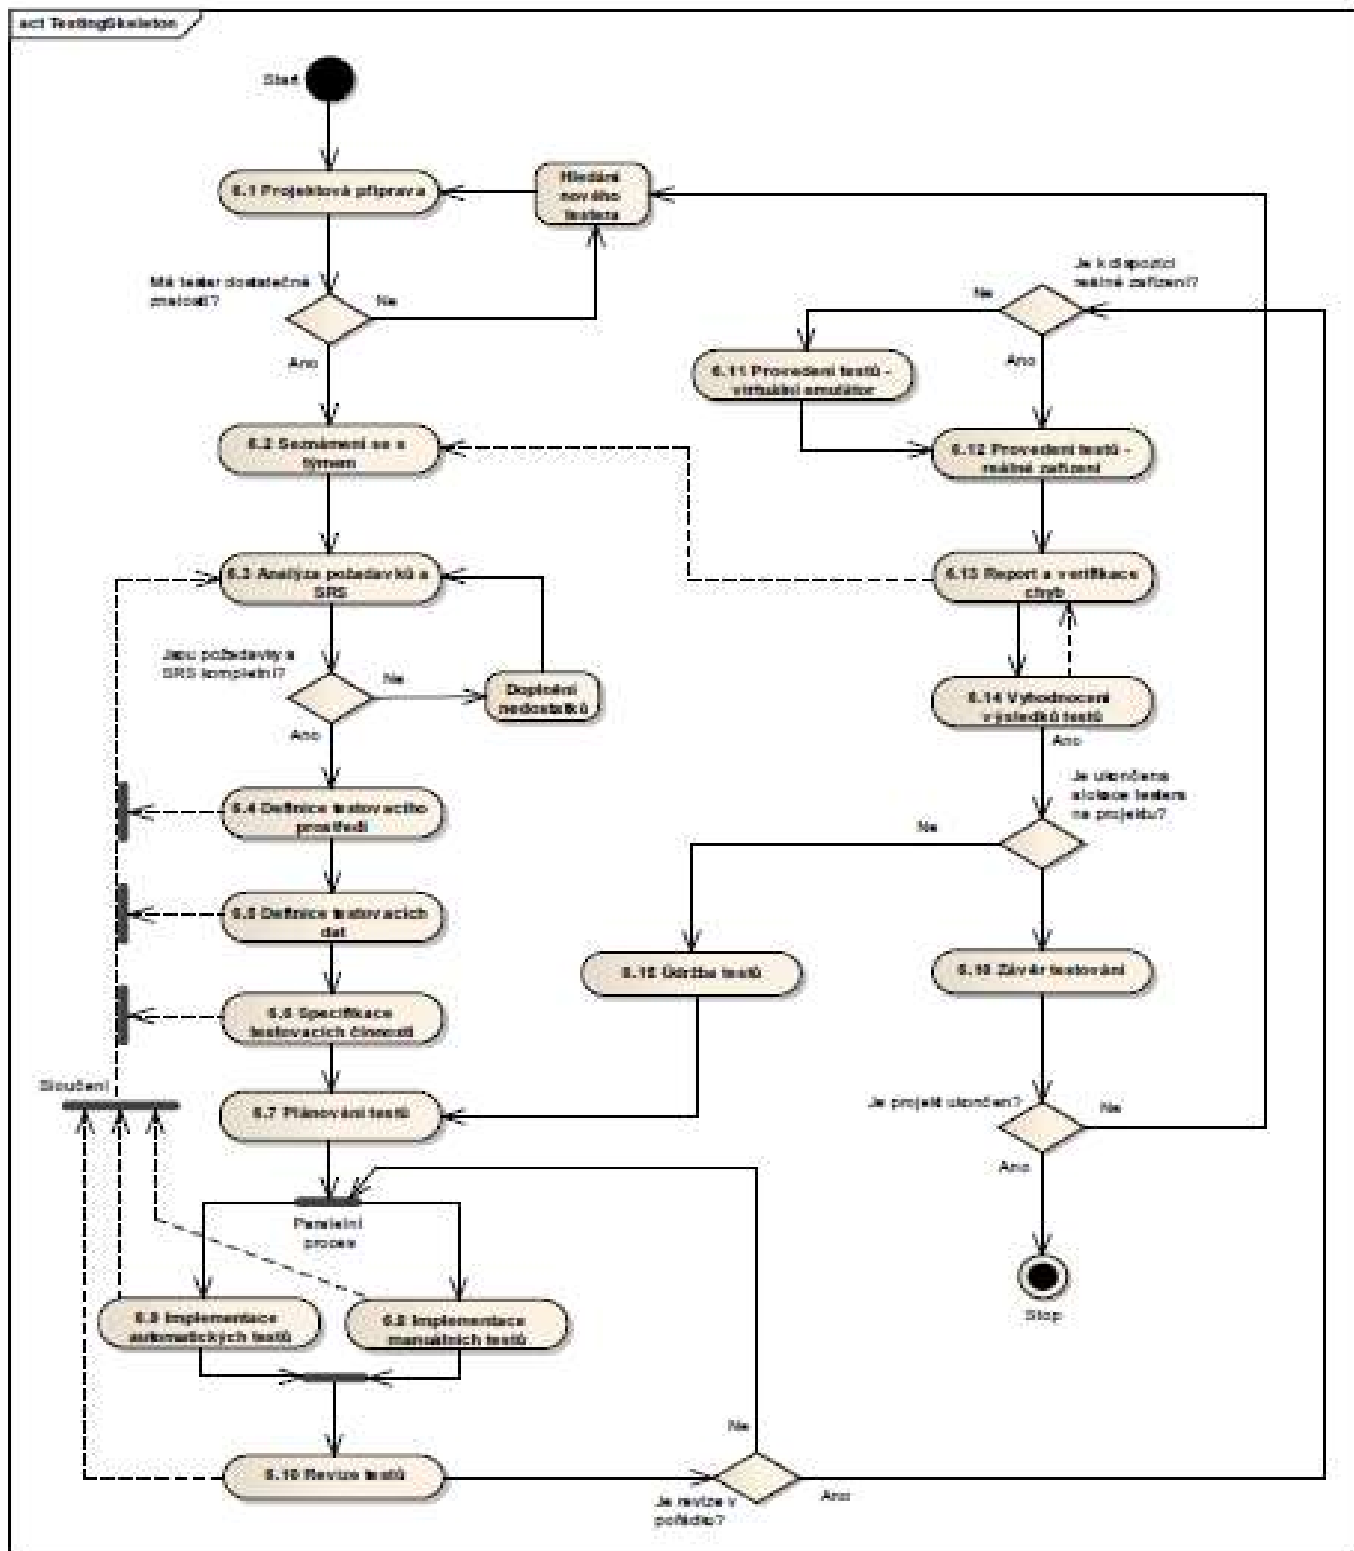 act TestingSkeleton
Start
6.1 Projektová příprava
Hledání
nového
testera
Má tester dostatečné
znalosti?
Ne
Ano
Je k dispozici
reálné zařízení?
Ne
Ano
6.11 Provedení testů -
virtuální emulátor
6.2 Seznámení se s
týmem
6.12 Provedení testů -
reálné zařízení
6.3 Analýza požadavků a
SRS
6.13 Report a verifikace
chyb
Jsou požadavky a
SRS kompletní?
Ne
Doplnění
nedostatků
Ano
6.14 Vyhodnocení
výsledků testů
Ano
6.4 Definice testovacího
prostředí
Je ukončena
alokace testera
na projektu?
Ne
6.5 Definice testovacích
dat
6.15 Údržba testů
6.16 Závěr testování
6.6 Specifikace
testovacích činností
Sloučení
6.7 Plánování testů
Je projekt ukončen?
Ne
Ano
Paralelní
proces
Stop
6.9 Implementace
automatických testů
6.8 Implementace
manuálních testů
Ne
6.10 Revize testů
Je revize v
pořádku?
Ano